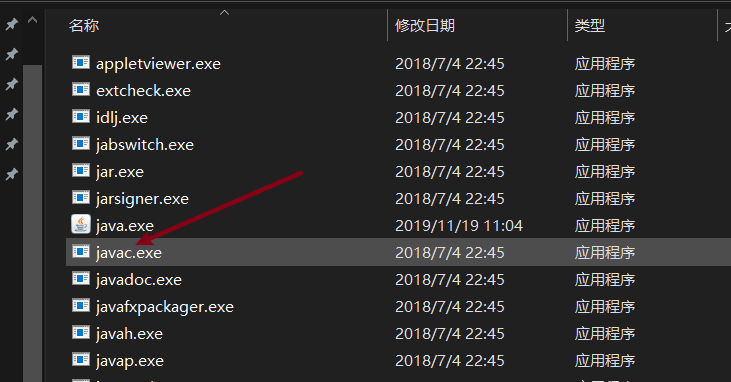 名称 修改日期 类型
appletviewer.exe 2018/7/4 22:45 应用程序
extcheck.exe 2018/7/4 22:45 应用程序
idlj.exe 2018/7/4 22:45 应用程序
jabswitch.exe 2018/7/4 22:45 应用程序
jar.exe 2018/7/4 22:45 应用程序
jarsigner.exe 2018/7/4 22:45 应用程序
java.exe 2019/11/19 11:04 应用程序
javac.exe 2018/7/4 22:45 应用程序
javadoc.exe 2018/7/4 22:45 应用程序
javafxpackager.exe 2018/7/4 22:45 应用程序
javah.exe 2018/7/4 22:45 应用程序
javap.exe 2018/7/4 22:45 应用程序